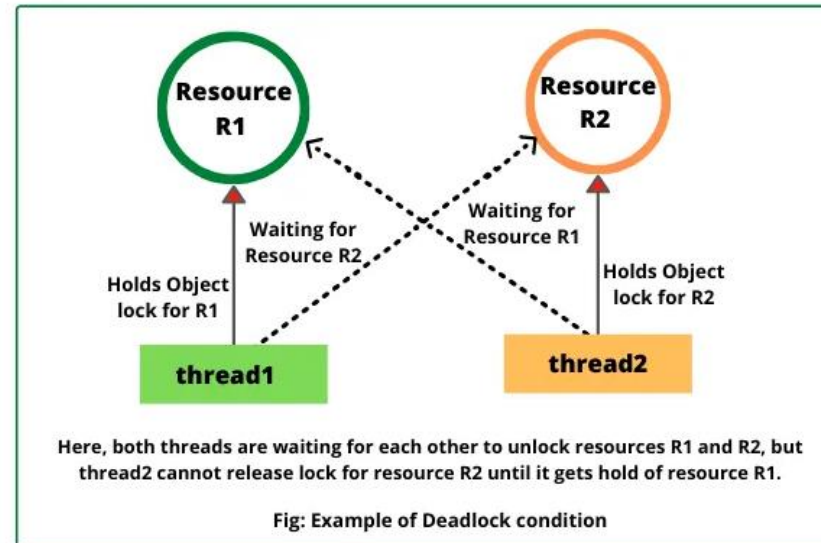 Resource
R1
Resource
R2
Waiting for
Resource R2
Waiting for
Resource R1
Holds Object
lock for R1
Holds Object
lock for R2
thread1
thread2
Here, both threads are waiting for each other to unlock resources R1 and R2, but
thread2 cannot release lock for resource R2 until it gets hold of resource R1.
Fig: Example of Deadlock condition